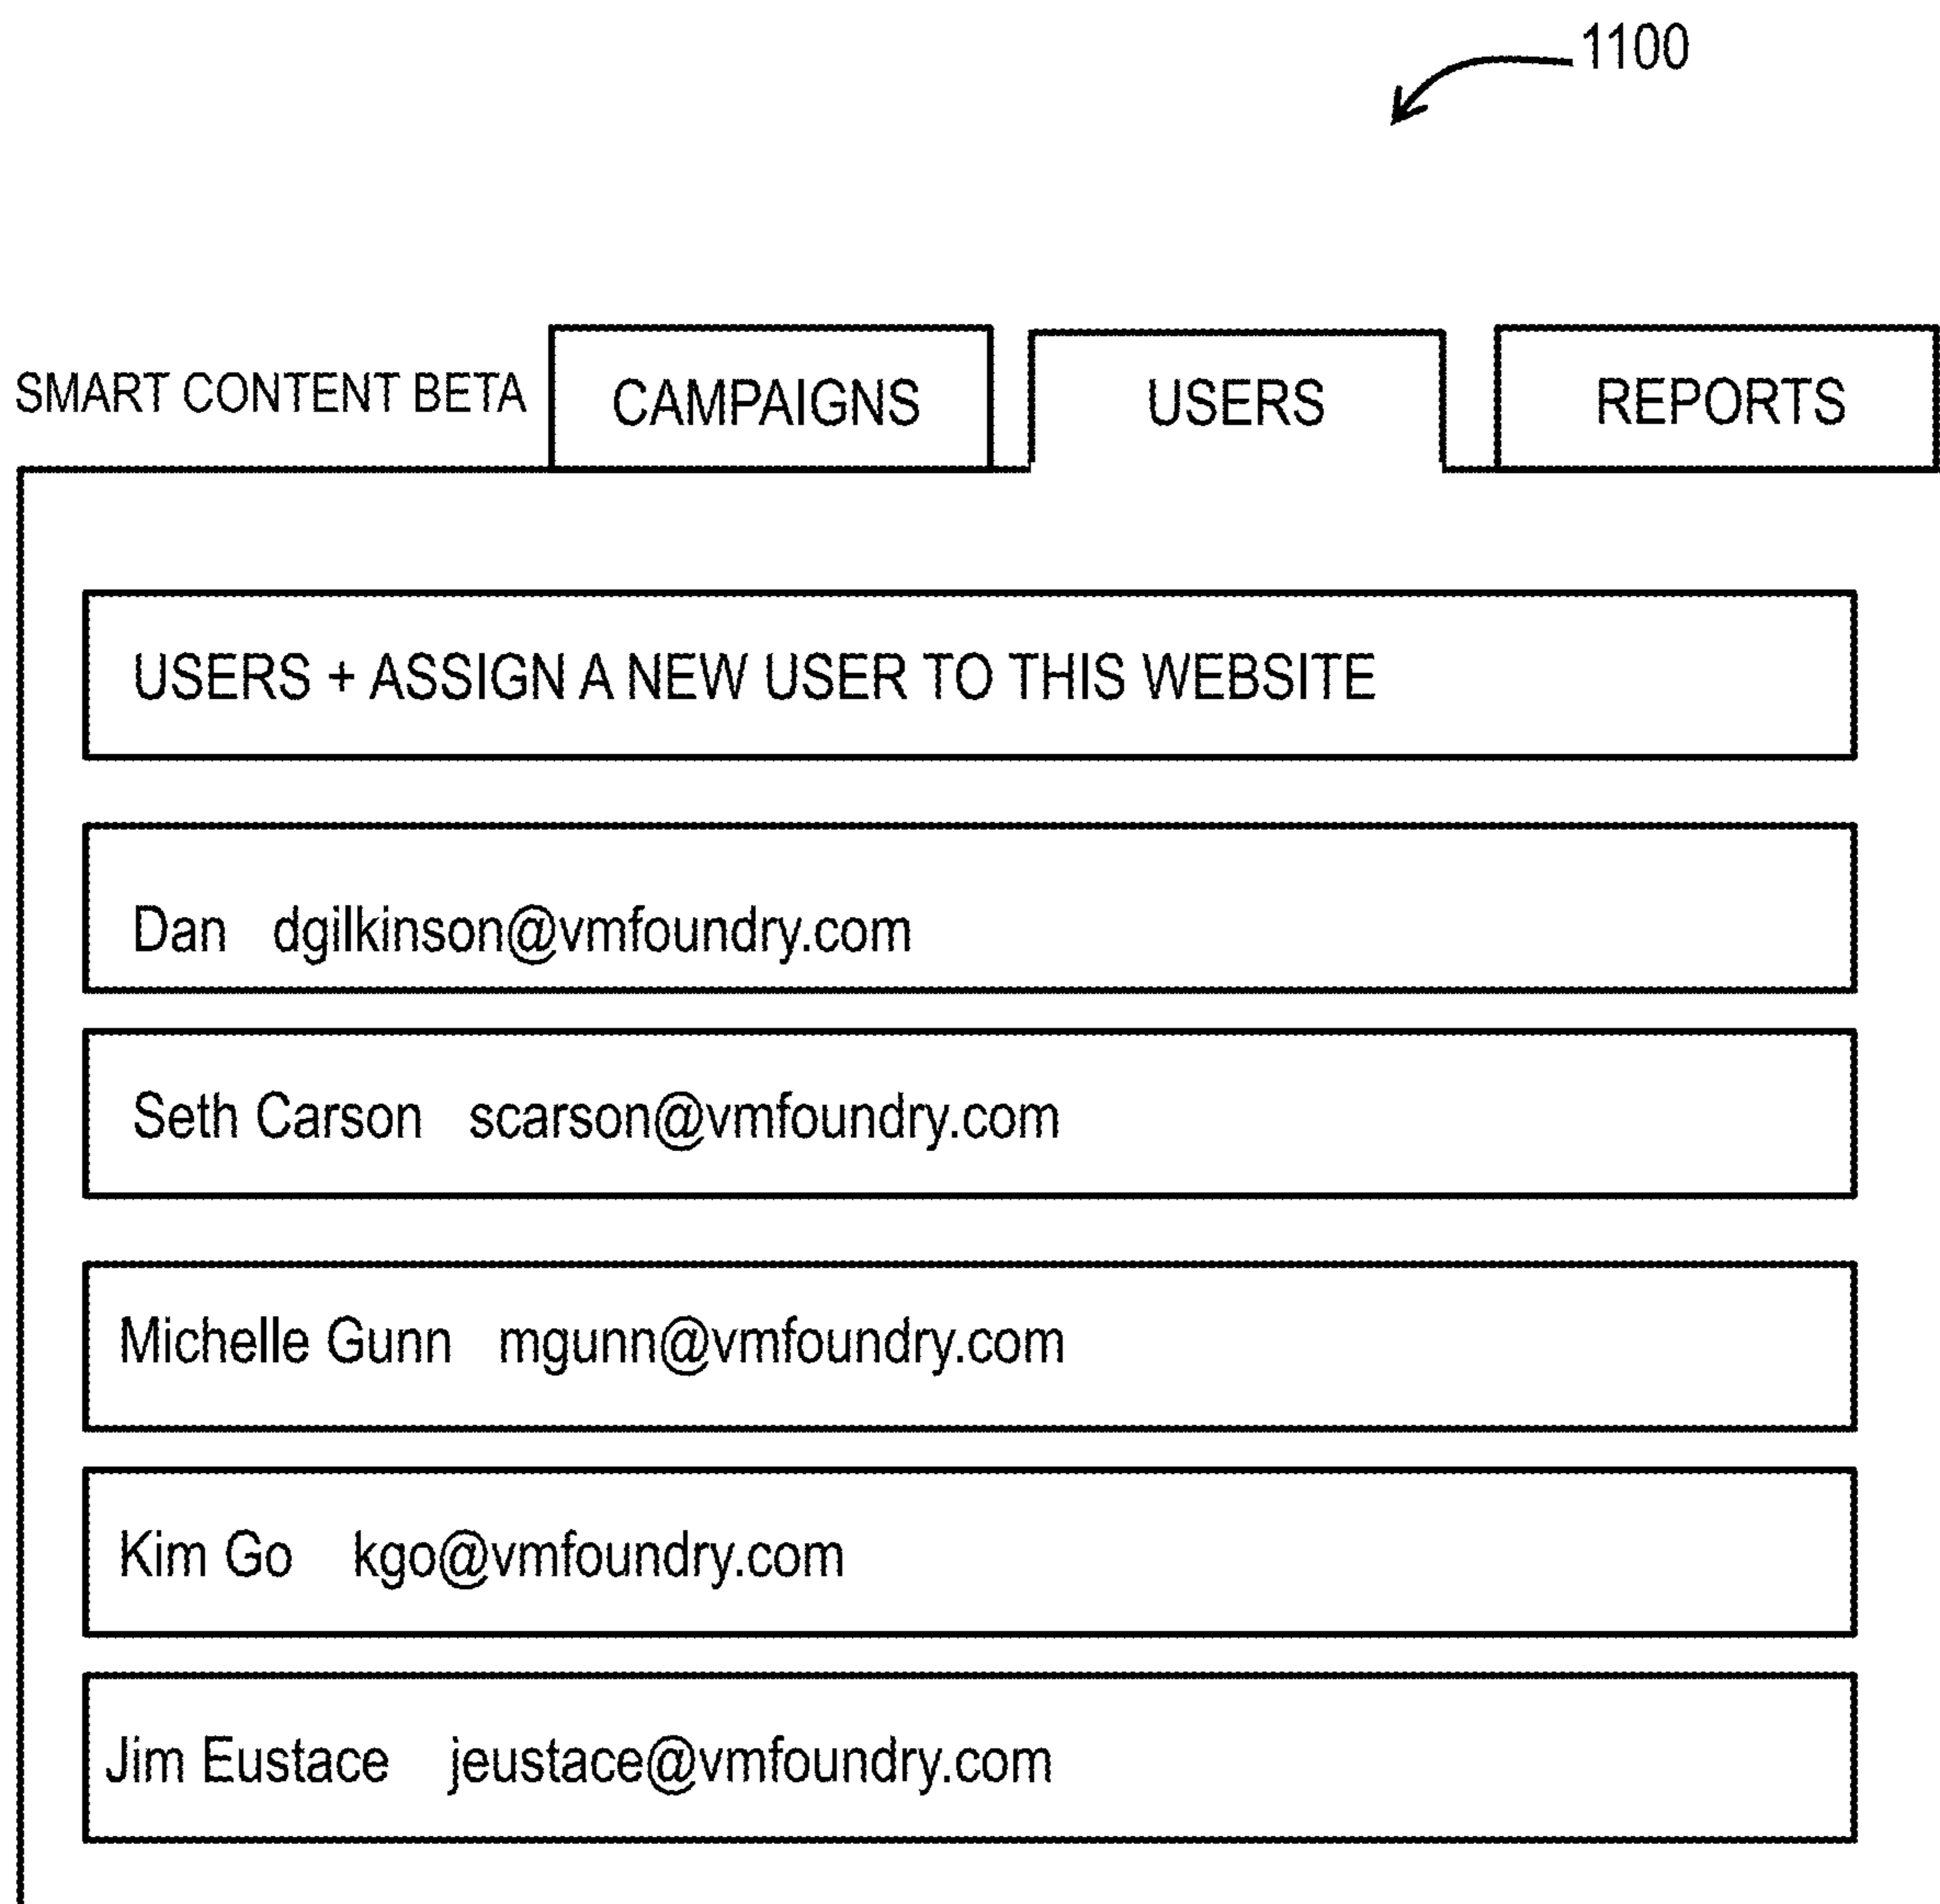 1100
SMART CONTENT BETA CAMPAIGNS USERS REPORTS
USERS + ASSIGN A NEW USER TO THIS WEBSITE
Dan dgilkinson@vmfoundry.com
Seth Carson scarson@vmfoundry.com
Michelle Gunn mgunn@vmfoundry.com
Kim Go kgo@vmfoundry.com
Jim Eustace jeustace@vmfoundry.com